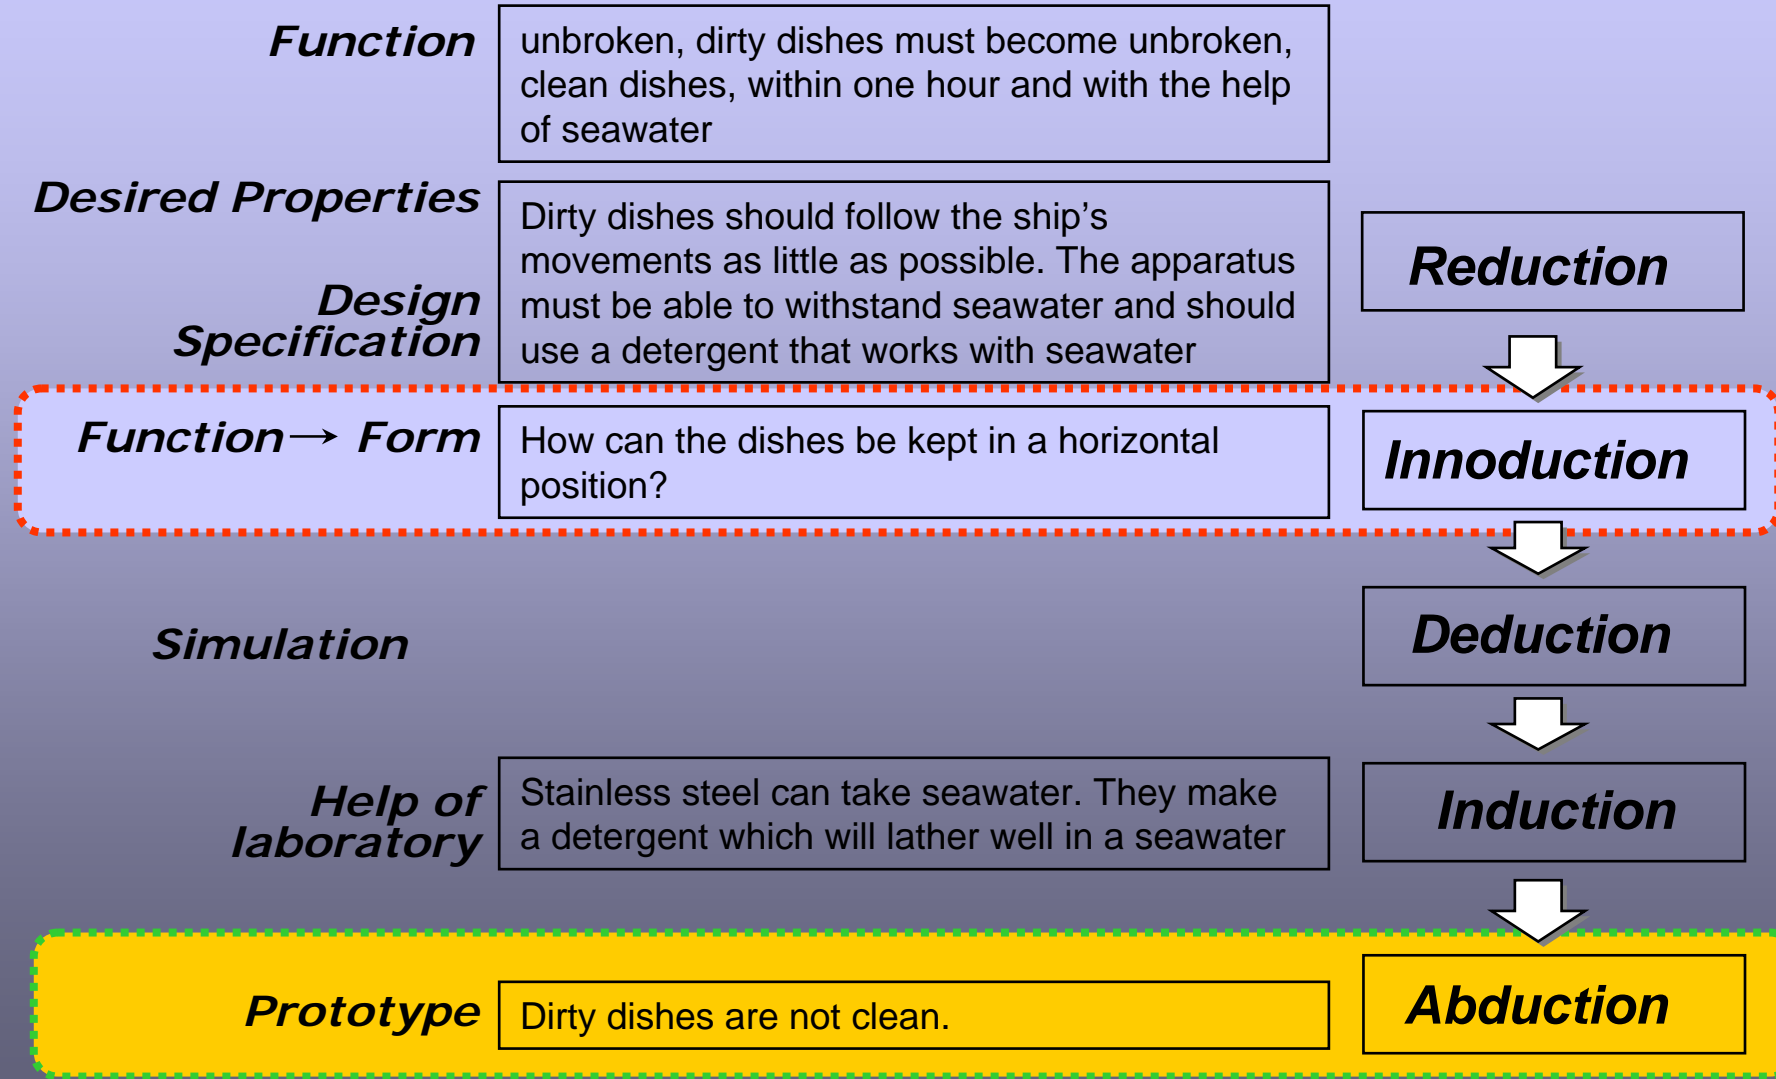 Function
unbroken, dirty dishes must become unbroken,
clean dishes, within one hour and with the help
of seawater
Desired Properties
Design
Specification
Dirty dishes should follow the ship's
movements as little as possible. The apparatus
must be able to withstand seawater and should
use a detergent that works with seawater
Reduction
Function→ Form
How can the dishes be kept in a horizontal
position?
Innoduction
Simulation
Deduction
Help of
laboratory
Stainless steel can take seawater. They make
a detergent which will lather well in a seawater
Induction
Prototype
Dirty dishes are not clean.
Abduction